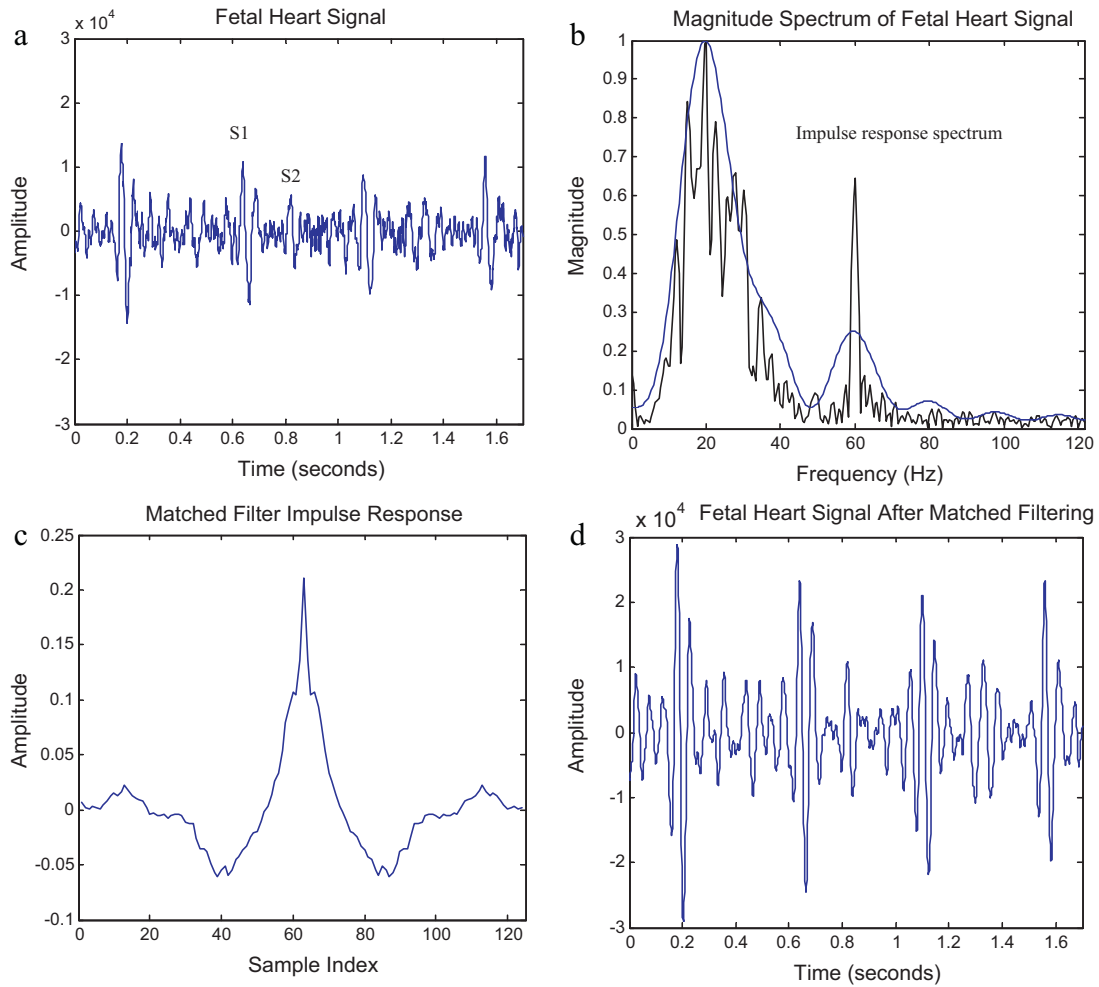 a
Fetal Heart Signal
x 10^4
3
2
1
0
-1
-2
-3
Amplitude
S1
S2
0 0.2 0.4 0.6 0.8 1 1.2 1.4 1.6
Time (seconds)
b
Magnitude Spectrum of Fetal Heart Signal
1
0.9
0.8
0.7
0.6
0.5
0.4
0.3
0.2
0.1
0
Magnitude
Impulse response spectrum
0 20 40 60 80 100 120
Frequency (Hz)
c
Matched Filter Impulse Response
0.25
0.2
0.15
0.1
0.05
0
-0.05
-0.1
Amplitude
0 20 40 60 80 100 120
Sample Index
d
x 10^4 Fetal Heart Signal After Matched Filtering
3
2
1
0
-1
-2
-3
Amplitude
0 0.2 0.4 0.6 0.8 1 1.2 1.4 1.6
Time (seconds)